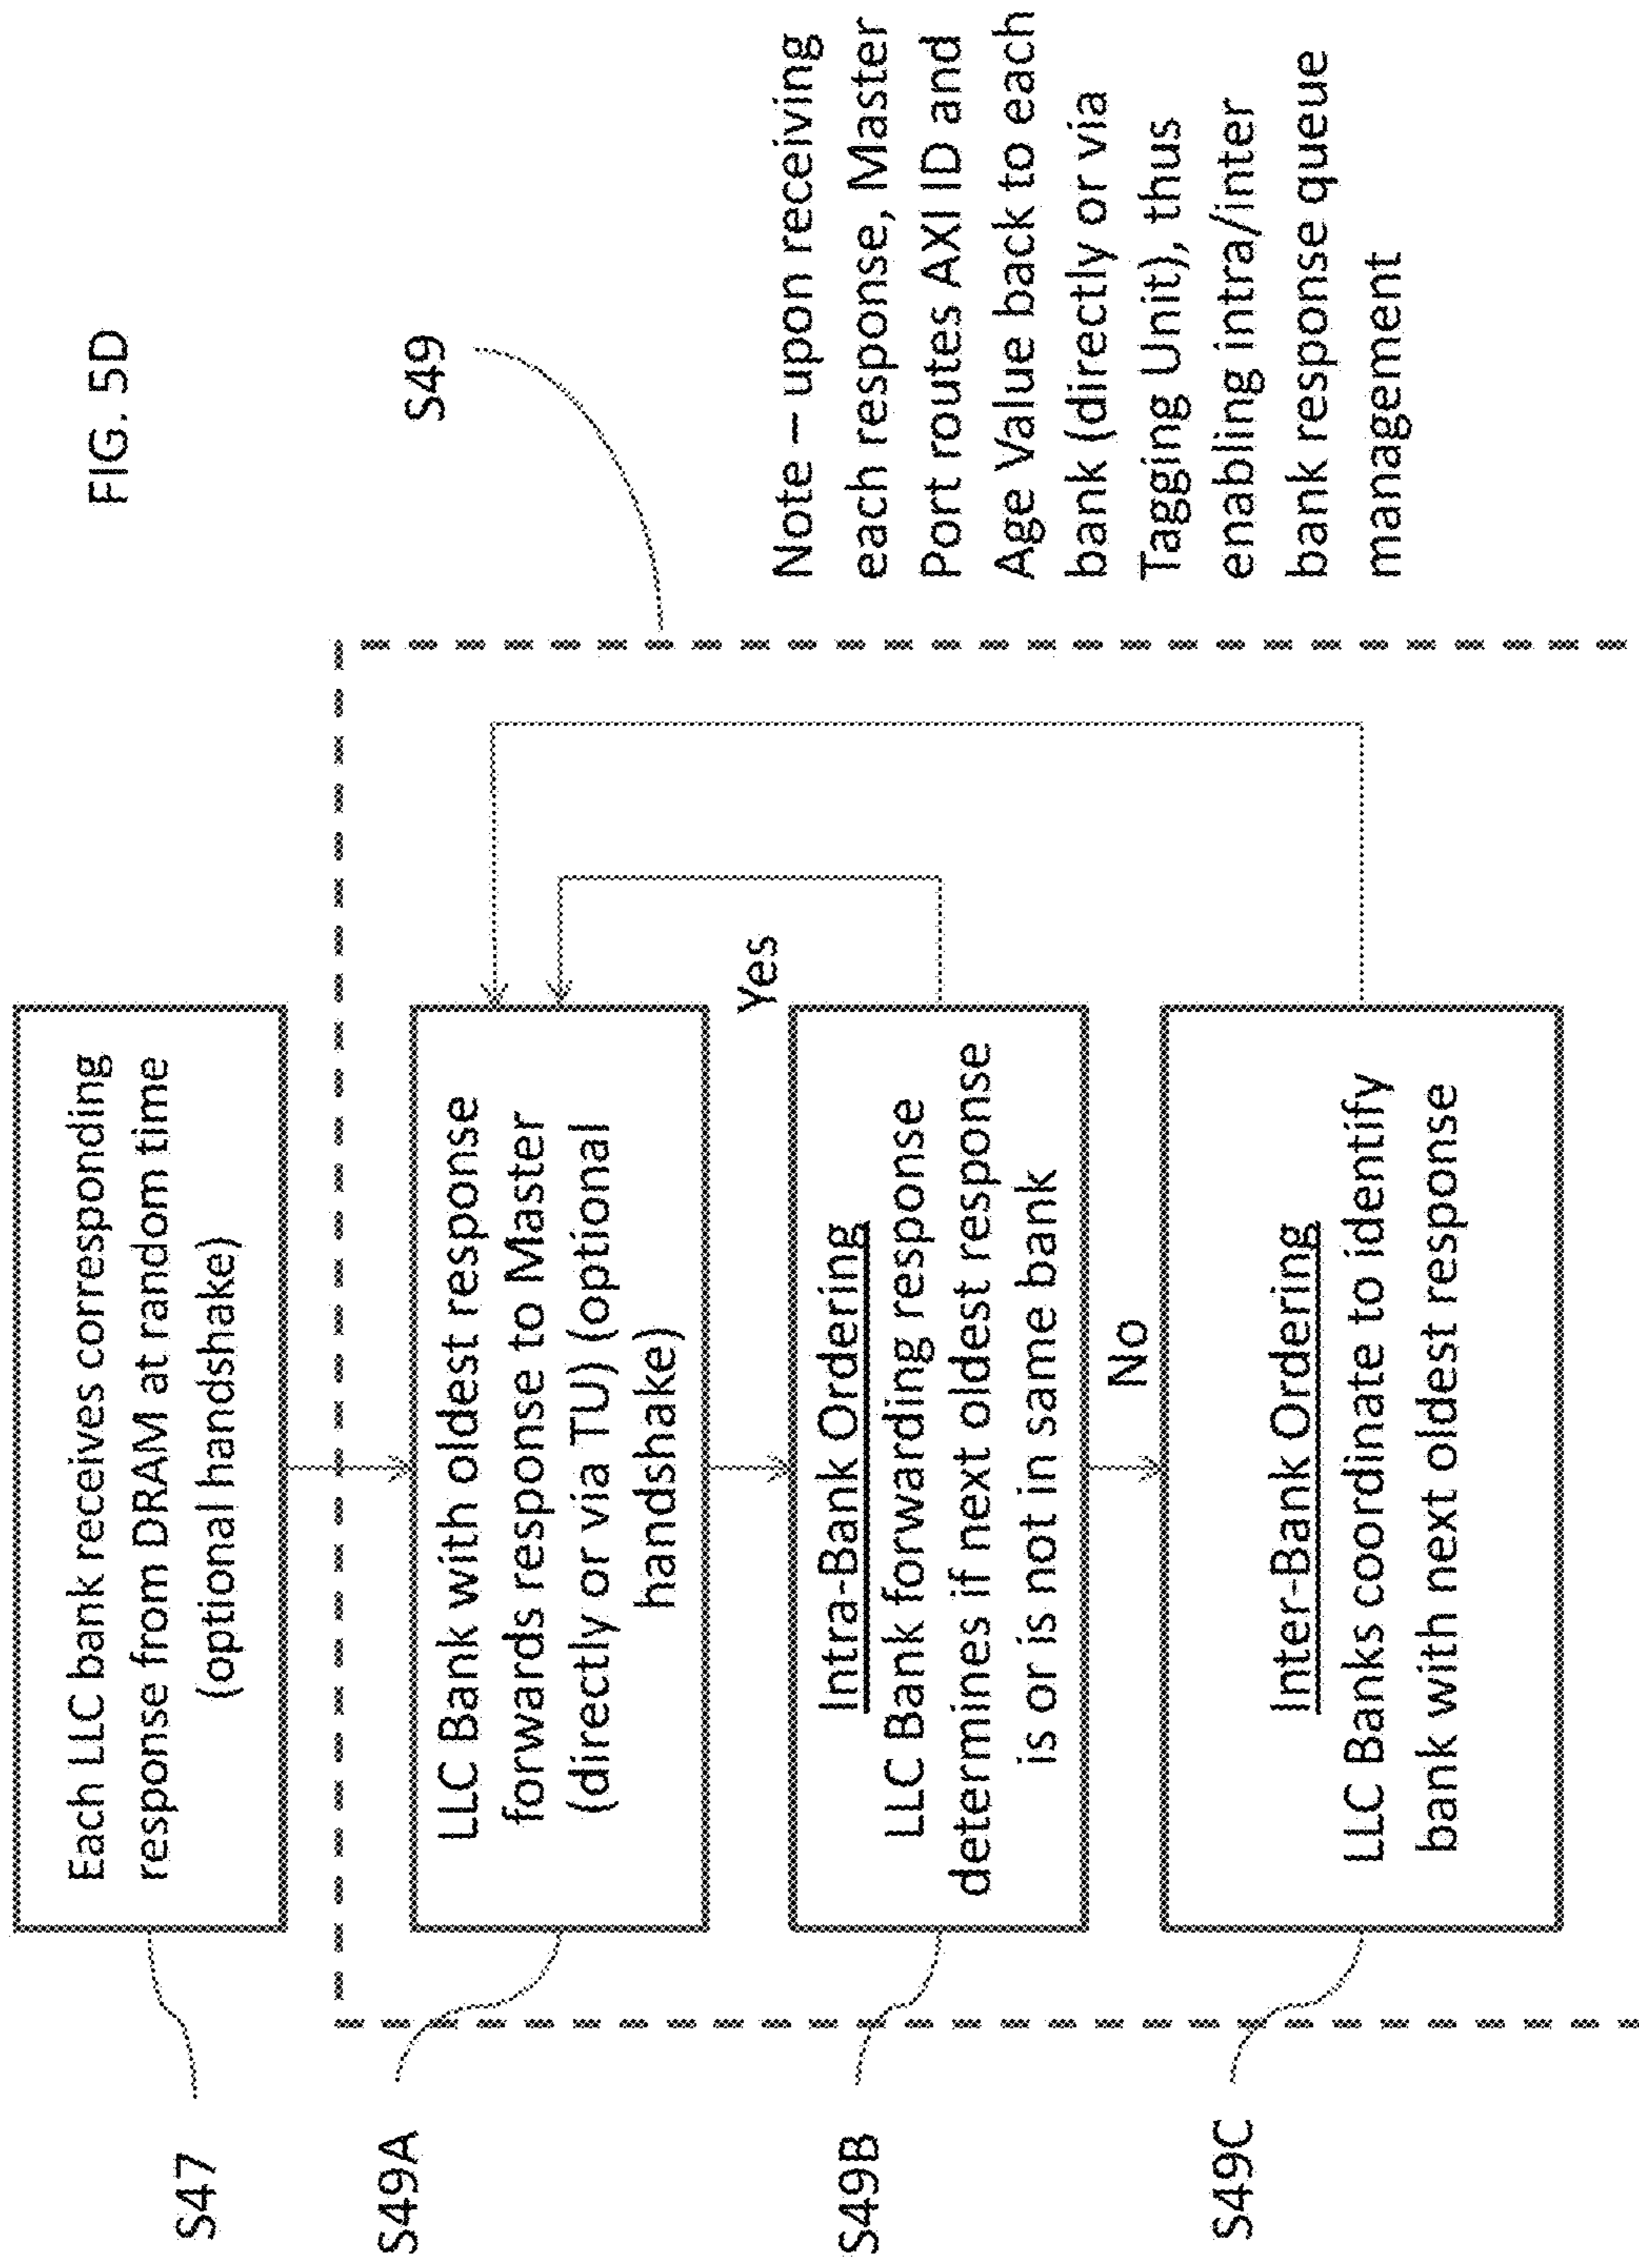 FIG. 5D
S47
Each LLC bank receives corresponding
response from DRAM at random time
(optional handshake)
S49
S49A
LLC Bank with oldest response
forwards response to Master
(directly or via TU) (optional
handshake)
Yes
S49B
Intra-Bank Ordering
LLC Bank forwarding response
determines if next oldest response
is or is not in same bank
No
S49C
Inter-Bank Ordering
LLC Banks coordinate to identify
bank with next oldest response
Note – upon receiving
each response, Master
Port routes AXI ID and
Age Value back to each
bank (directly or via
Tagging Unit), thus
enabling intra/inter
bank response queue
management